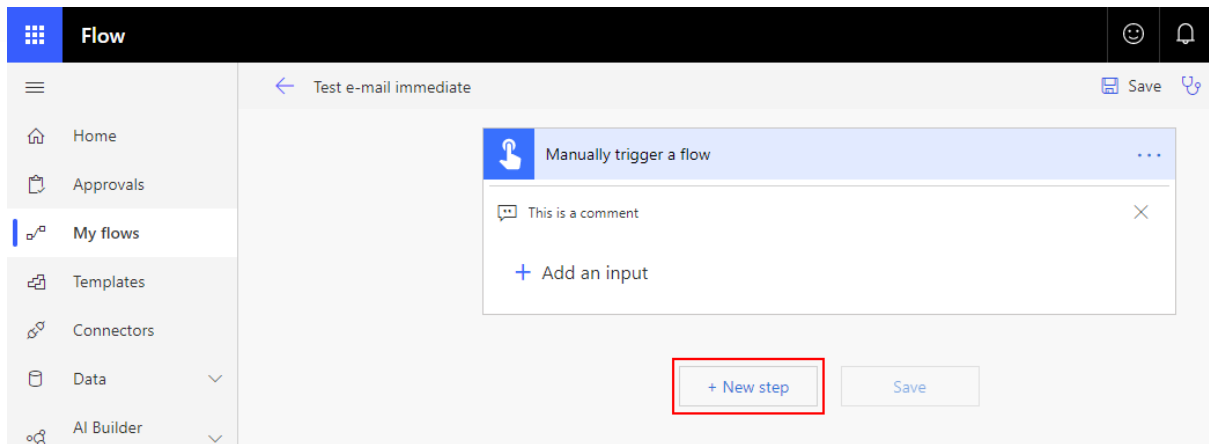 Flow
Test e-mail immediate
Save
Home
Approvals
My flows
Templates
Connectors
Data
AI Builder
Manually trigger a flow
This is a comment
+ Add an input
+ New step
Save